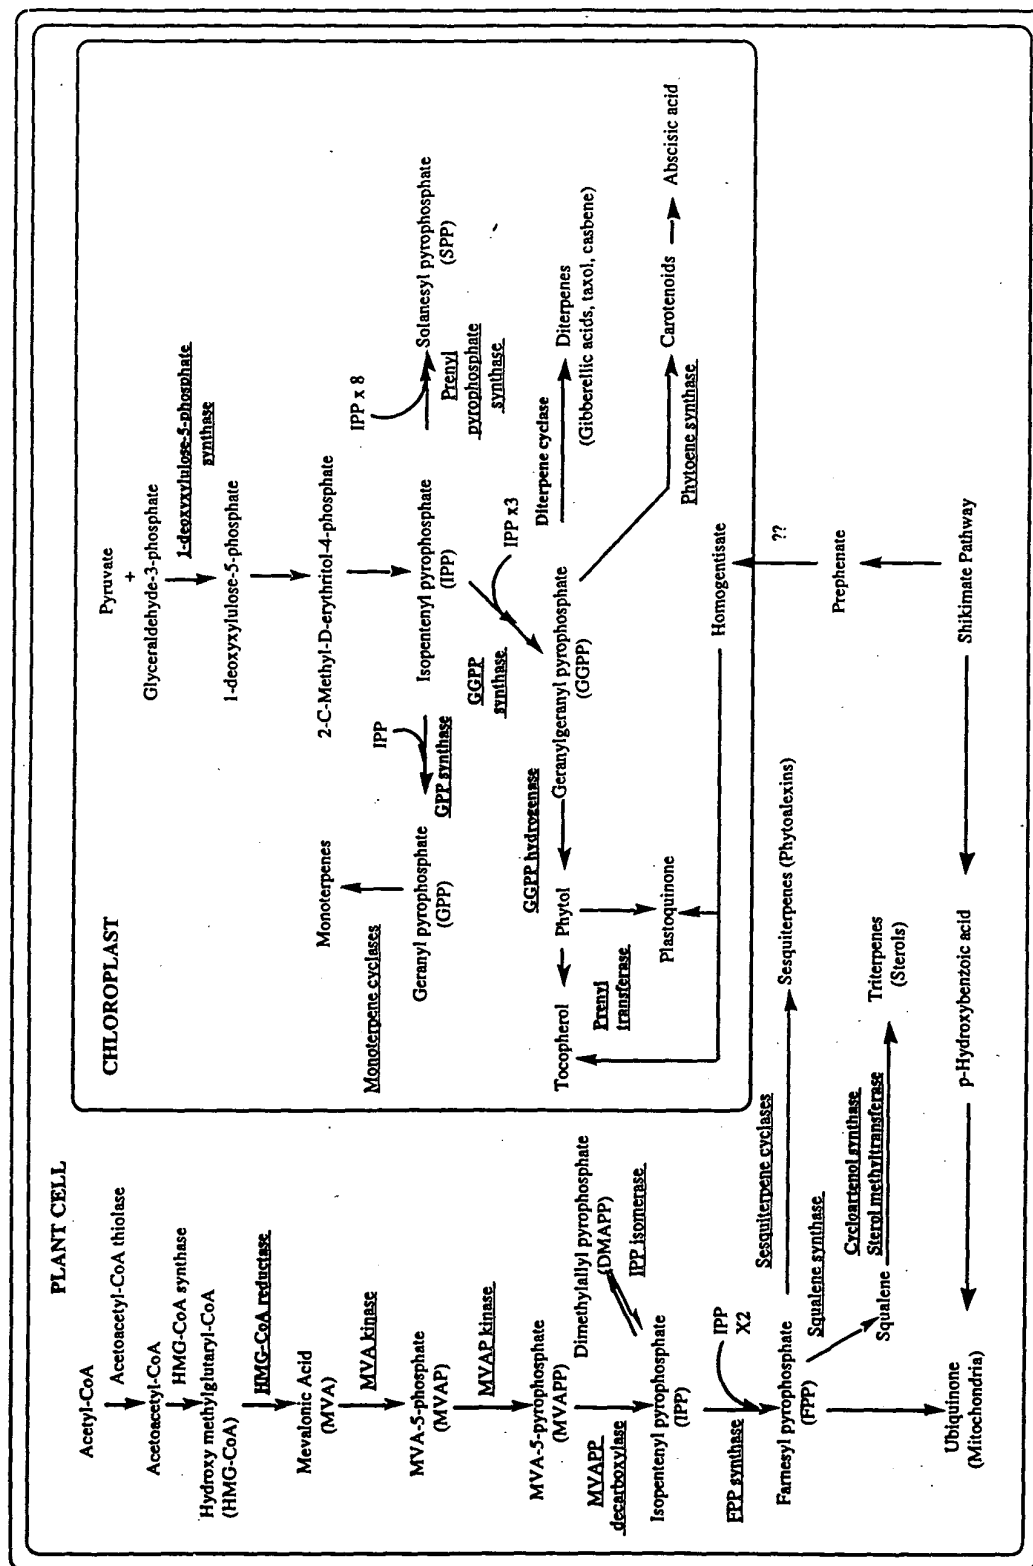 PLANT CELL
Acetyl-CoA
Acetoacetyl-CoA thiolase
Acetoacetyl-CoA
HMG-CoA synthase
Hydroxy methylglutaryl-CoA
(HMG-CoA)
HMG-CoA reductase
Mevalonic Acid
(MVA)
MVA kinase
MVA-5-phosphate
(MVAP)
MVAP kinase
MVA-5-pyrophosphate
(MVAPP)
MVAPP
decarboxylase
Dimethylallyl pyrophosphate
(DMAPP)
IPP isomerase
Isopentenyl pyrophosphate
(IPP)
FPP synthase
IPP
X2
Farnesyl pyrophosphate
(FPP)
Sesquiterpene cyclases
Sesquiterpenes (Phytoalexins)
Squalene synthase
Squalene
Cycloartenol synthase
Sterol methyltransferase
Triterpenes
(Sterols)
Ubiquinone
(Mitochondria)
p-Hydroxybenzoic acid
Shikimate Pathway
Prephenate
??
CHLOROPLAST
Pyruvate
+
Glyceraldehyde-3-phosphate
1-deoxyxylulose-5-phosphate
synthase
1-deoxyxylulose-5-phosphate
2-C-Methyl-D-erythritol-4-phosphate
Monoterpenes
Monoterpene cyclases
Geranyl pyrophosphate
(GPP)
IPP
GPP synthase
Isopentenyl pyrophosphate
(IPP)
IPP x 8
Prenyl
pyrophosphate
synthase
Solanesyl pyrophosphate
(SPP)
GGPP
synthase
IPP x3
Tocopherol
Prenyl
transferase
Phytol
GGPP hydrogenase
Geranylgeranyl pyrophosphate
(GGPP)
Diterpene cyclase
Diterpenes
(Gibberellic acids, taxol, casbene)
Plastoquinone
Phytoene synthase
Carotenoids
Abscisic acid
Homogentisate